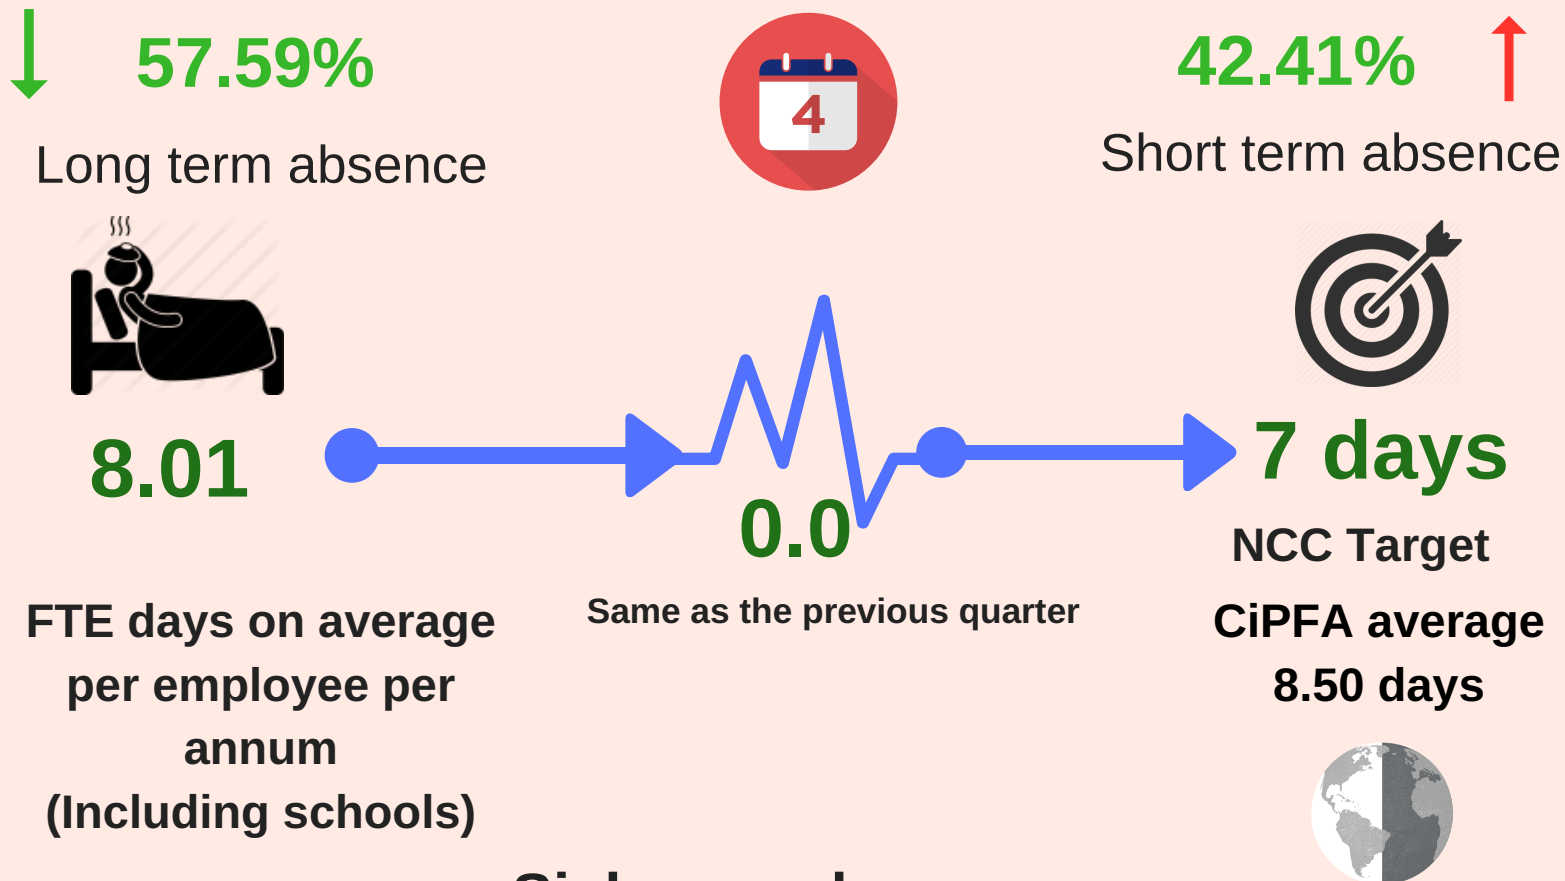 57.59%
Long term absence
4
42.41%
Short term absence
8.01
FTE days on average
per employee per
annum
(Including schools)
0.0
Same as the previous quarter
7 days
NCC Target
CiPFA average
8.50 days